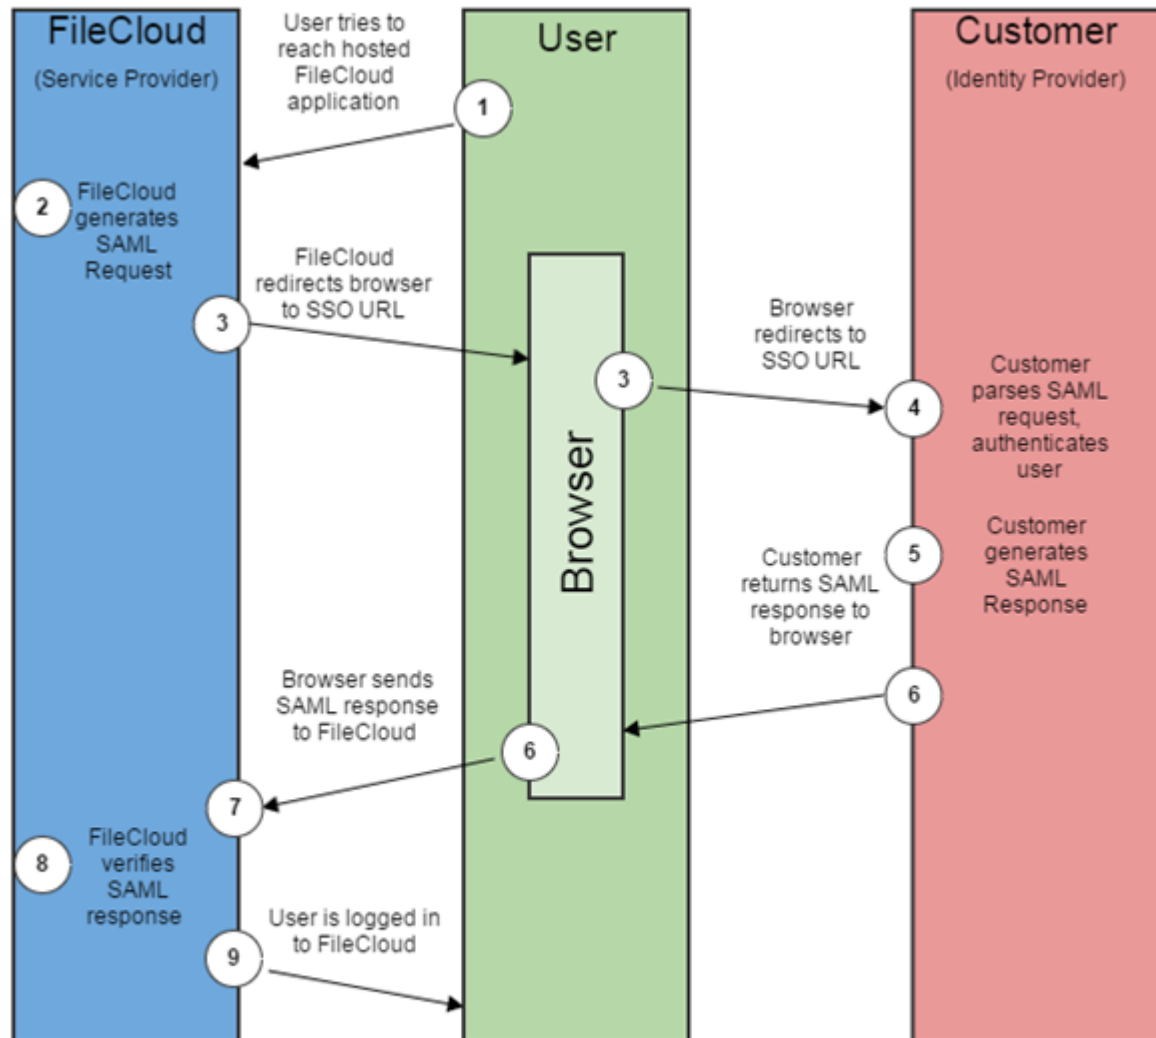 FileCloud
(Service Provider)
User tries to
reach hosted
FileCloud
application
User
Customer
(Identity Provider)
1
2
FileCloud
generates
SAML
Request
FileCloud
redirects browser
to SSO URL
3
Browser
redirects to
SSO URL
3
4
Customer
parses SAML
request,
authenticates
user
Browser
5
Customer
generates
SAML
Response
Customer
returns SAML
response to
browser
6
Browser sends
SAML response
to FileCloud
6
7
8
FileCloud
verifies
SAML
response
User is logged in
to FileCloud
9